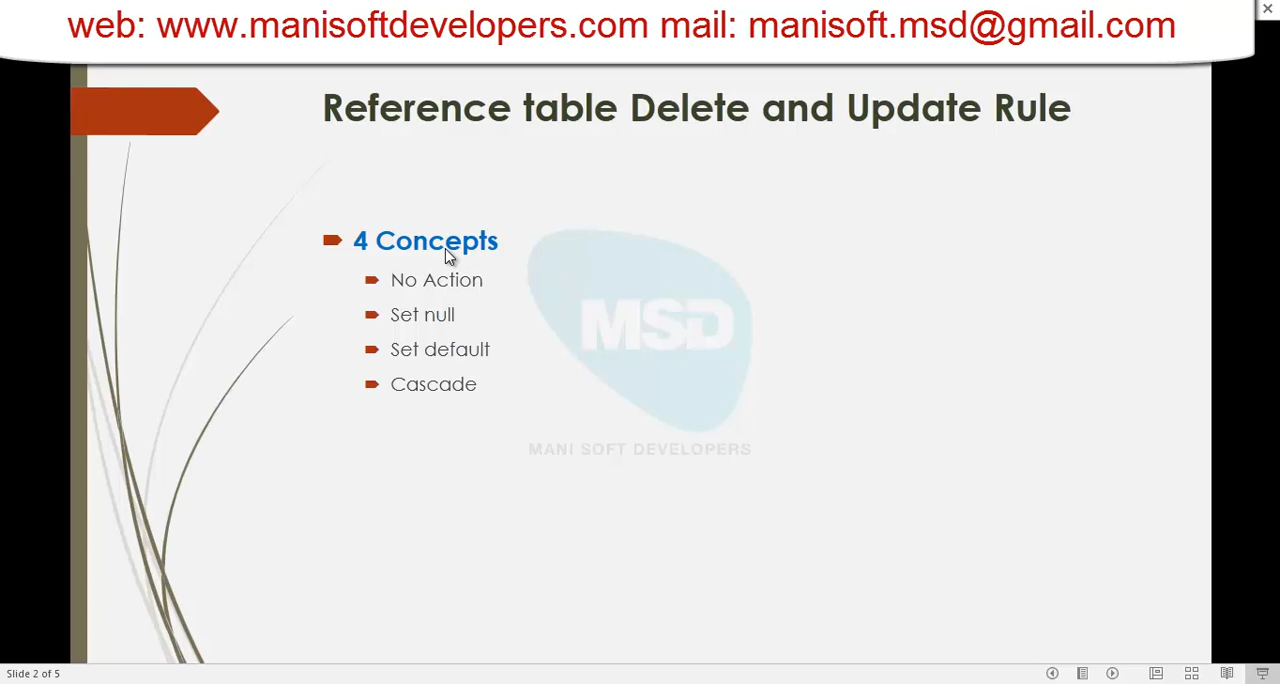 web: www.manisoftdevelopers.com mail: manisoft.msd@gmail.com
Reference table Delete and Update Rule
4 Concepts
No Action
Set null
Set default
Cascade
MSD
MANI SOFT DEVELOPERS
Slide 2 of 5